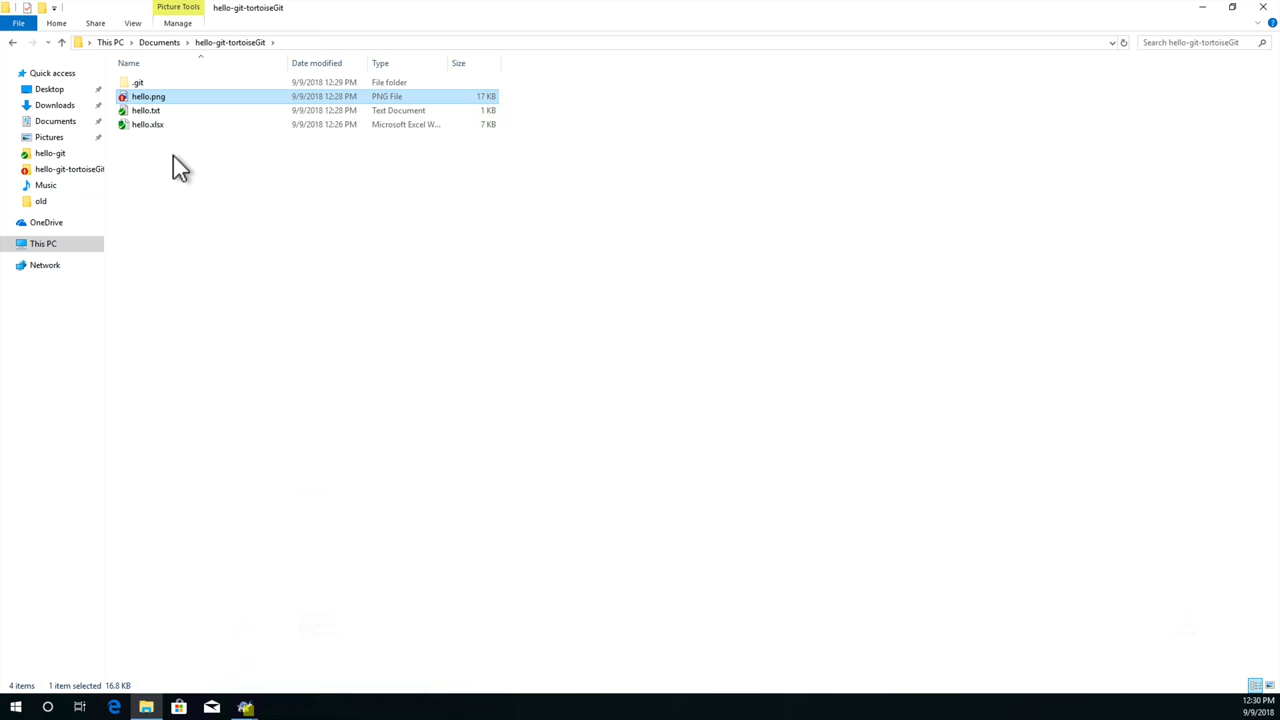 Picture Tools
hello-git-tortoiseGit
File
Home
Share
View
Manage
This PC
Documents
hello-git-tortoiseGit
Search hello-git-tortoiseGit
Name
Date modified
Type
Size
.git
9/9/2018 12:29 PM
File folder
hello.png
9/9/2018 12:28 PM
PNG File
17 KB
hello.txt
9/9/2018 12:28 PM
Text Document
1 KB
hello.xlsx
9/9/2018 12:26 PM
Microsoft Excel W...
7 KB
Quick access
Desktop
Downloads
Documents
Pictures
hello-git
hello-git-tortoiseGit
Music
old
OneDrive
This PC
Network
4 items
1 item selected 16.8 KB
12:30 PM
9/9/2018